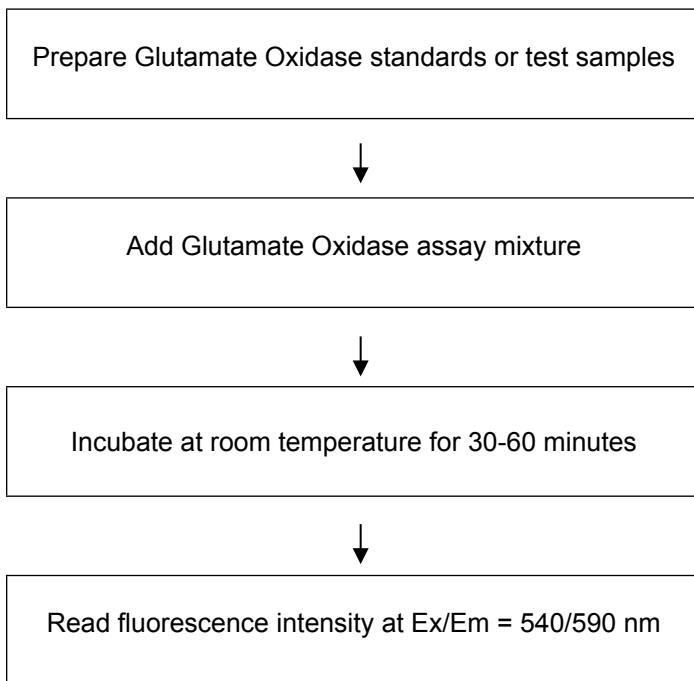 Prepare Glutamate Oxidase standards or test samples
Add Glutamate Oxidase assay mixture
Incubate at room temperature for 30-60 minutes
Read fluorescence intensity at Ex/Em = 540/590 nm